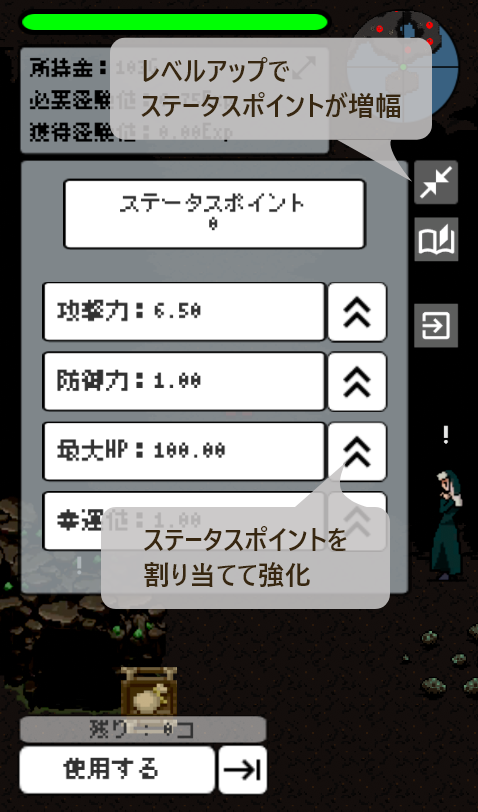 所持金：
レベルアップで
ステータスポイントが増幅
必要経験値：
獲得経験値：0.00Exp
ステータスポイント
0
攻撃力：6.50
防御力：1.00
最大HP：100.00
!
幸運値：1.00
ステータスポイントを
割り当てて強化
!
残り：0コ
使用する